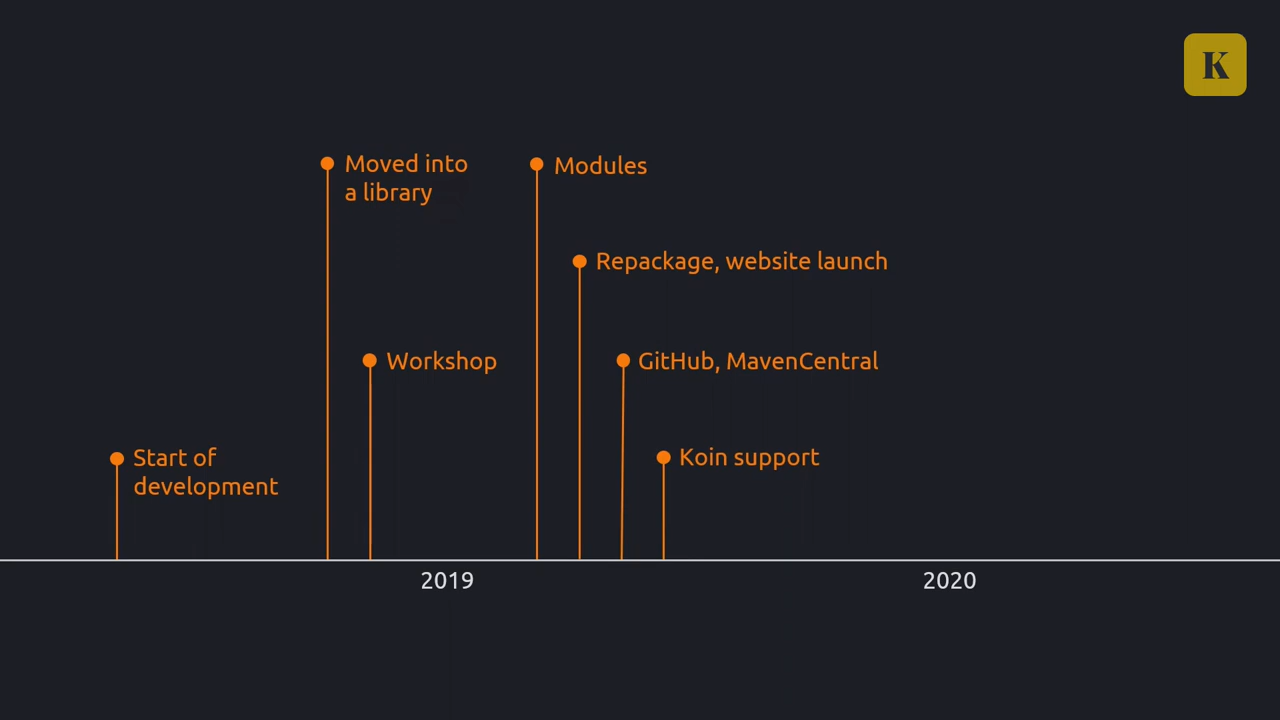 K
Moved into
a library
Modules
Repackage, website launch
Workshop
GitHub, MavenCentral
Start of
development
Koin support
2019
2020